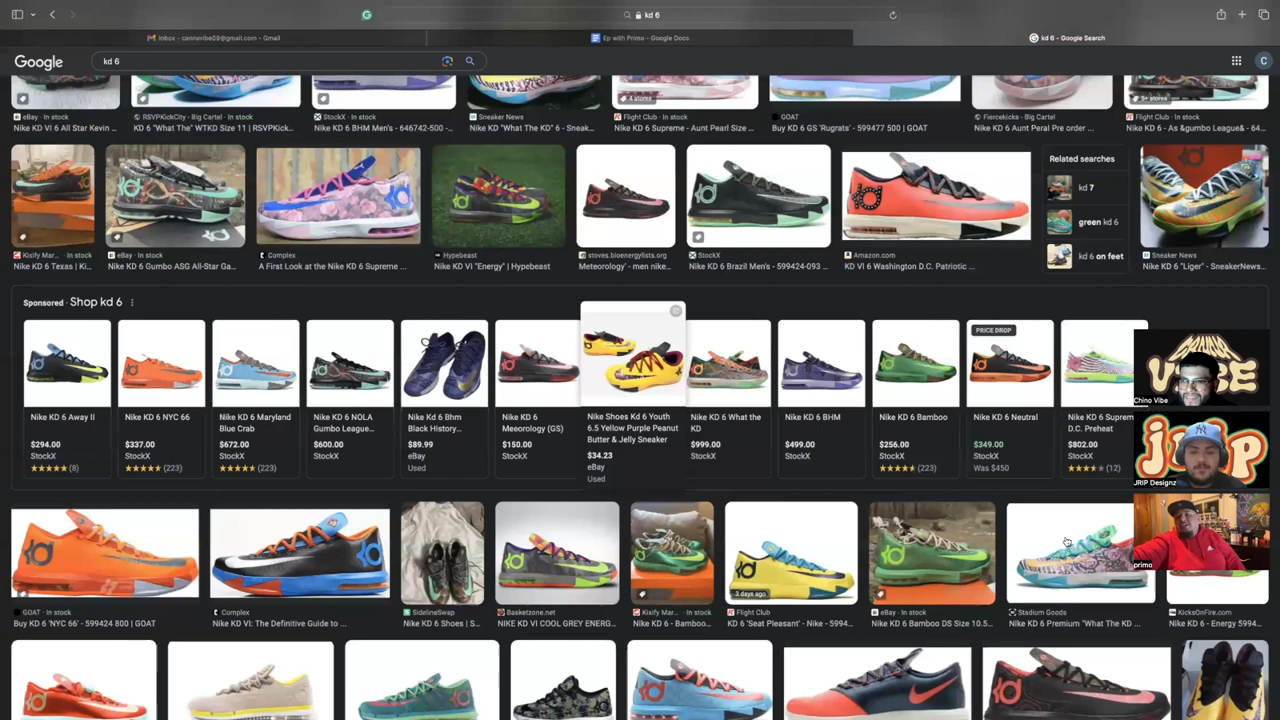 kd 6
Inbox - cannevibe88@gmail.com - Gmail
Ep with Primo - Google Docs
kd 6 - Google Search
Google
kd 6
C
4 stores
5+ stores
eBay · In stock
Nike KD VI 6 All Star Kevin ...
RSVPKickCity - Big Cartel · In stock
KD 6 "What The" WTKD Size 11 | RSVPKick...
StockX · In stock
Nike KD 6 BHM Men's - 646742-500 - ...
Sneaker News
Nike KD "What The KD" 6 - Sneak...
Flight Club · In stock
Nike KD 6 Supreme - Aunt Pearl Size ...
GOAT · In stock
Buy KD 6 GS 'Rugrats' - 599477 500 | GOAT
Fiercekicks - Big Cartel
Nike KD 6 Aunt Peral Pre order ...
Flight Club · In stock
Nike KD 6 - As &gumbo League& - 64...
Related searches
kd 7
green kd 6
kd 6 on feet
Kixify Mar... · In stock
Nike KD 6 Texas | Ki...
eBay · In stock
Nike KD 6 Gumbo ASG All-Star Ga...
Complex
A First Look at the Nike KD 6 Supreme ...
Hypebeast
Nike KD VI "Energy" | Hypebeast
stoves.bioenergylists.org
Meteorology' - men nike...
StockX · In stock
Nike KD 6 Brazil Men's - 599424-093 ...
Amazon.com
KD VI 6 Washington D.C. Patriotic ...
Sneaker News
Nike KD 6 "Liger" - SneakerNews...
Sponsored · Shop kd 6
PRICE DROP
Nike KD 6 Away II
$294.00
StockX
(8)
Nike KD 6 NYC 66
$337.00
StockX
(223)
Nike KD 6 Maryland
Blue Crab
$672.00
StockX
(223)
Nike KD 6 NOLA
Gumbo League...
$600.00
StockX
Nike Kd 6 Bhm
Black History...
$89.99
eBay
Used
Nike KD 6
Meorology (GS)
$150.00
StockX
Nike Shoes Kd 6 Youth
6.5 Yellow Purple Peanut
Butter & Jelly Sneaker
$34.23
eBay
Used
Nike KD 6 What the
KD
$999.00
StockX
Nike KD 6 BHM
$499.00
StockX
Nike KD 6 Bamboo
$256.00
StockX
(223)
Nike KD 6 Neutral
$349.00
StockX
Was $450
Nike KD 6 Suprem
D.C. Preheat
$802.00
StockX
(12)
VIBE
Chino Vibe
JRIP
JRIP Designz
primo
3 days ago
GOAT · In stock
Buy KD 6 'NYC 66' - 599424 800 | GOAT
Complex
Nike KD VI: The Definitive Guide to ...
SidelineSwap
Nike KD 6 Shoes | S...
Basketzone.net
NIKE KD VI COOL GREY ENERG...
Kixify Mar... · In stock
Nike KD 6 - Bamboo...
Flight Club
KD 6 'Seat Pleasant' - Nike - 5994...
eBay · In stock
Nike KD 6 Bamboo DS Size 10.5...
Stadium Goods
Nike KD 6 Premium "What The KD ...
KicksOnFire.com
Nike KD 6 - Energy 5994...